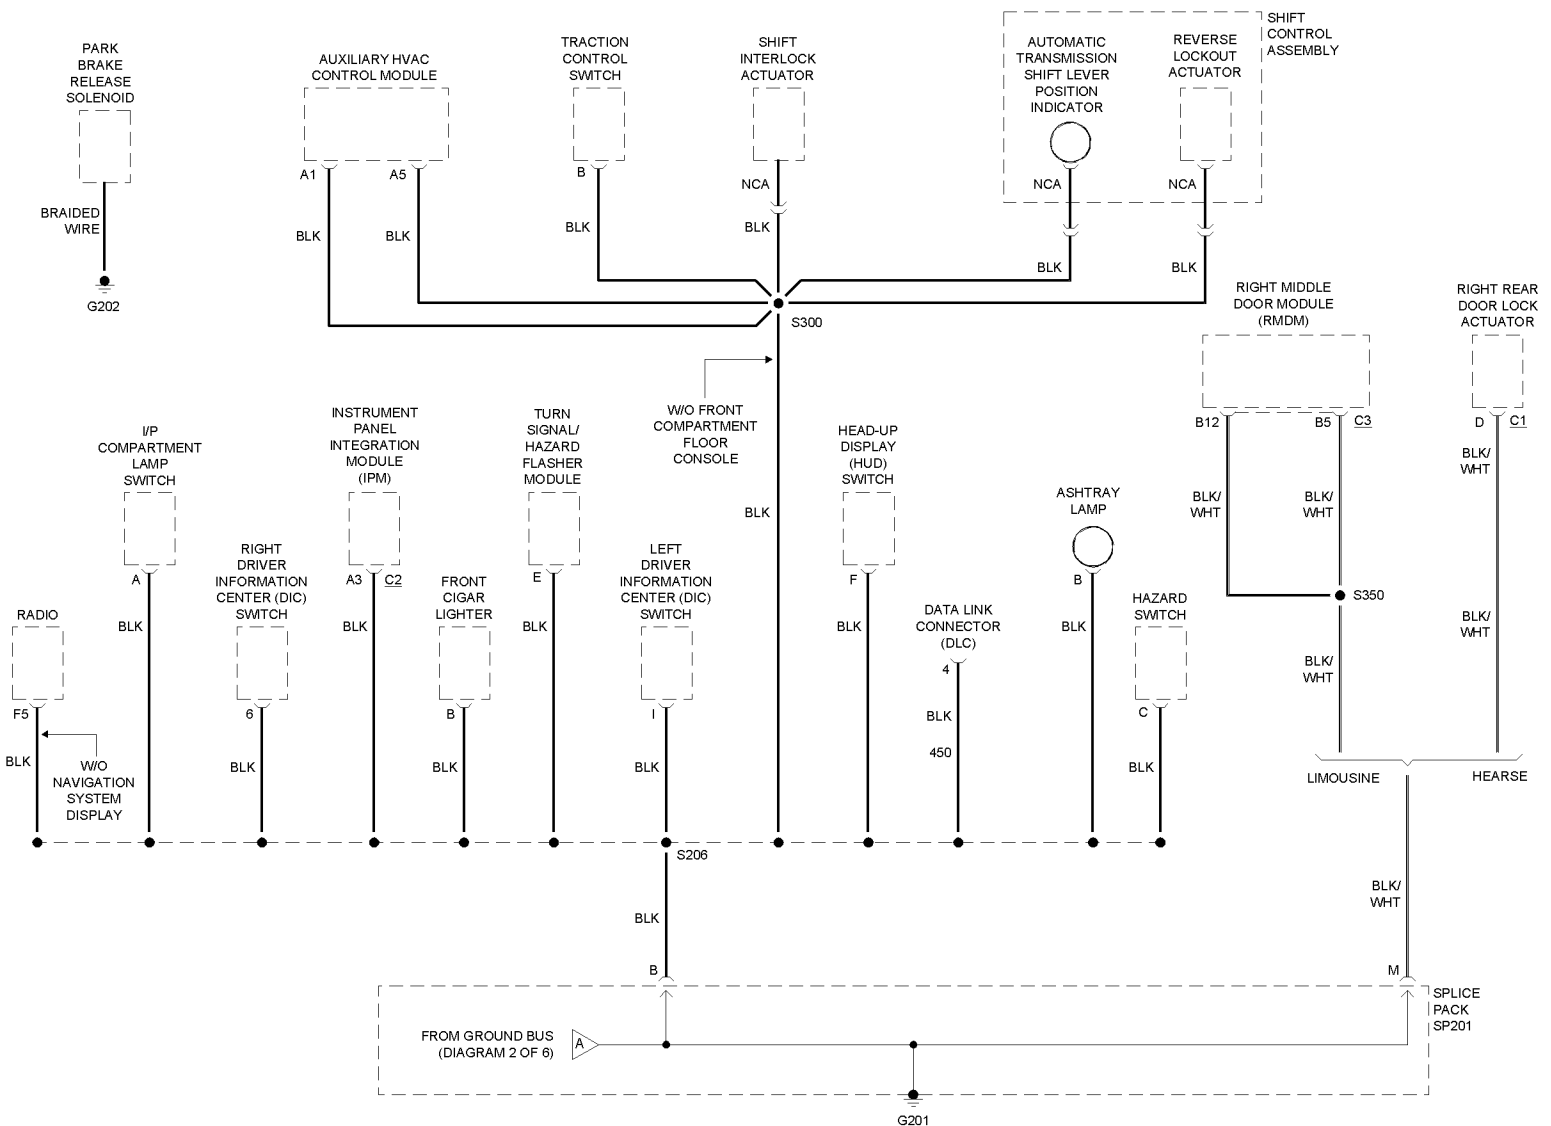 PARK
BRAKE
RELEASE
SOLENOID
BRAIDED
WIRE
G202
AUXILIARY HVAC
CONTROL MODULE
A1
A5
BLK
BLK
TRACTION
CONTROL
SWITCH
B
BLK
SHIFT
INTERLOCK
ACTUATOR
NCA
BLK
AUTOMATIC
TRANSMISSION
SHIFT LEVER
POSITION
INDICATOR
NCA
BLK
REVERSE
LOCKOUT
ACTUATOR
NCA
BLK
SHIFT
CONTROL
ASSEMBLY
S300
W/O FRONT
COMPARTMENT
FLOOR
CONSOLE
BLK
RIGHT MIDDLE
DOOR MODULE
(RMDM)
B12
B5
C3
BLK/
WHT
BLK/
WHT
S350
BLK/
WHT
RIGHT REAR
DOOR LOCK
ACTUATOR
D
C1
BLK/
WHT
BLK/
WHT
LIMOUSINE
HEARSE
RADIO
F5
BLK
W/O
NAVIGATION
SYSTEM
DISPLAY
I/P
COMPARTMENT
LAMP
SWITCH
A
BLK
RIGHT
DRIVER
INFORMATION
CENTER (DIC)
SWITCH
6
BLK
INSTRUMENT
PANEL
INTEGRATION
MODULE
(IPM)
A3
C2
BLK
FRONT
CIGAR
LIGHTER
B
BLK
TURN
SIGNAL/
HAZARD
FLASHER
MODULE
E
BLK
LEFT
DRIVER
INFORMATION
CENTER (DIC)
SWITCH
I
BLK
HEAD-UP
DISPLAY
(HUD)
SWITCH
F
BLK
DATA LINK
CONNECTOR
(DLC)
4
BLK
450
ASHTRAY
LAMP
B
BLK
HAZARD
SWITCH
C
BLK
S206
BLK
B
BLK/
WHT
M
SPLICE
PACK
SP201
FROM GROUND BUS
(DIAGRAM 2 OF 6)
A
G201